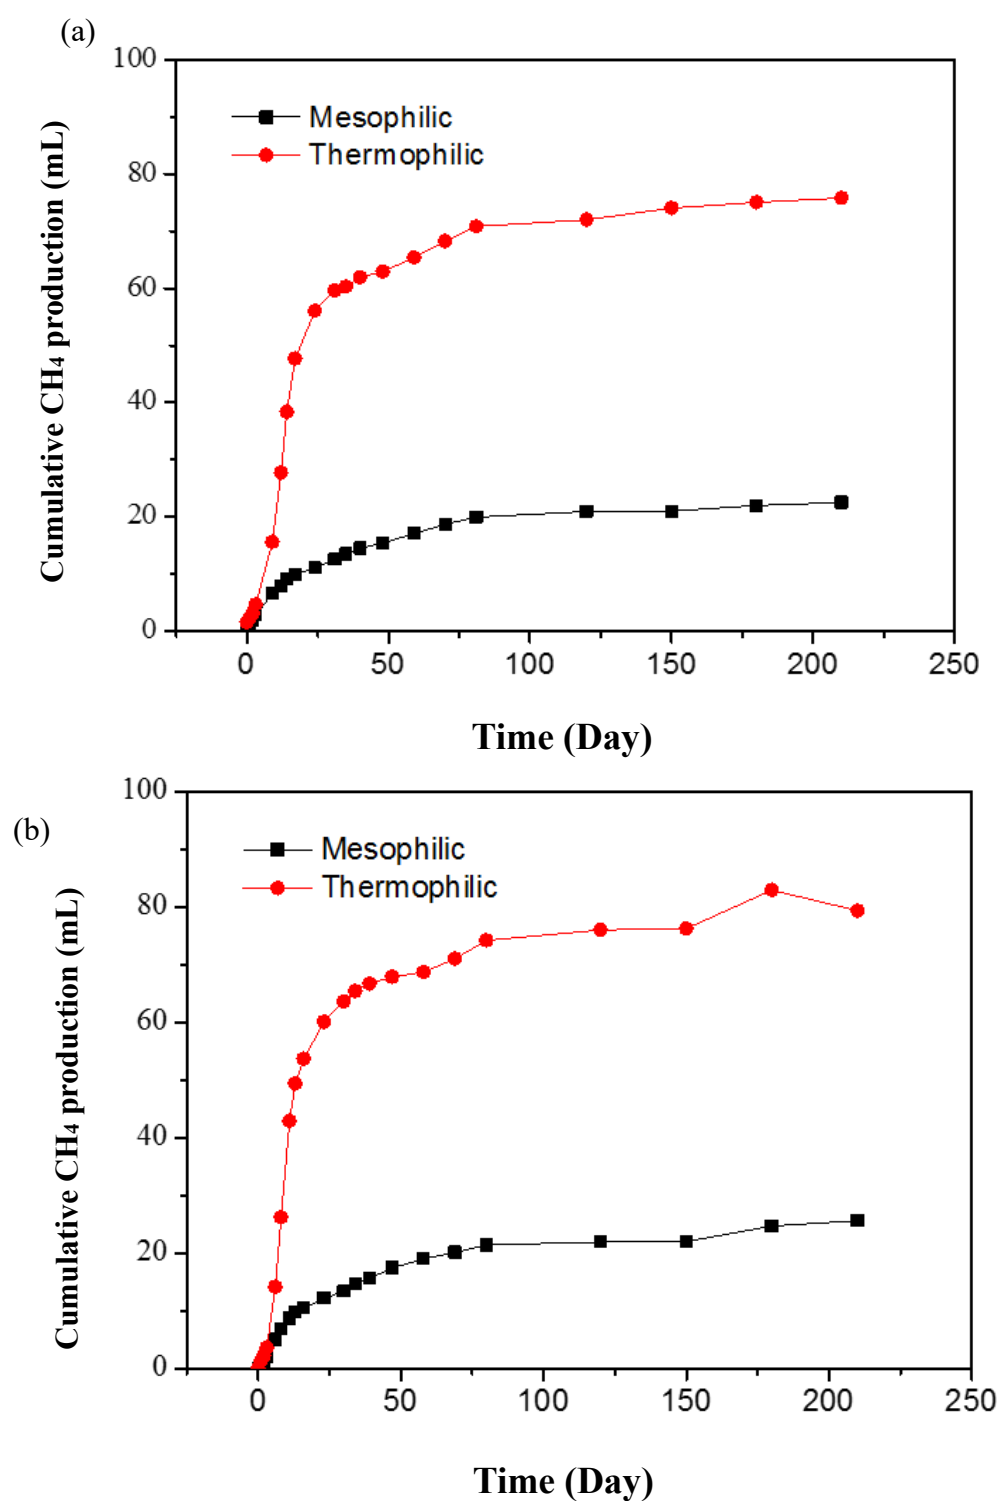 (a)
100
80
60
40
20
0
Cumulative CH₄ production (mL)
Mesophilic
Thermophilic
0 50 100 150 200 250
Time (Day)
(b)
100
80
60
40
20
0
Cumulative CH₄ production (mL)
Mesophilic
Thermophilic
0 50 100 150 200 250
Time (Day)